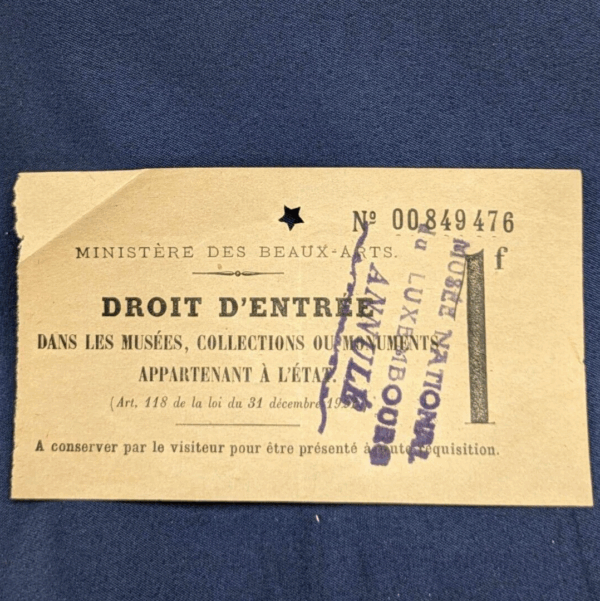 Nº 00849476
MINISTÈRE DES BEAUX-ARTS.
1f
DROIT D'ENTRÉE
DANS LES MUSÉES, COLLECTIONS OU MONUMENTS
APPARTENANT À L'ÉTAT.
(Art. 118 de la loi du 31 décembre
A conserver par le visiteur pour être présenté à toute réquisition.
MUSÉE NATIONAL
du LUXEMBOURG
ANNULÉ